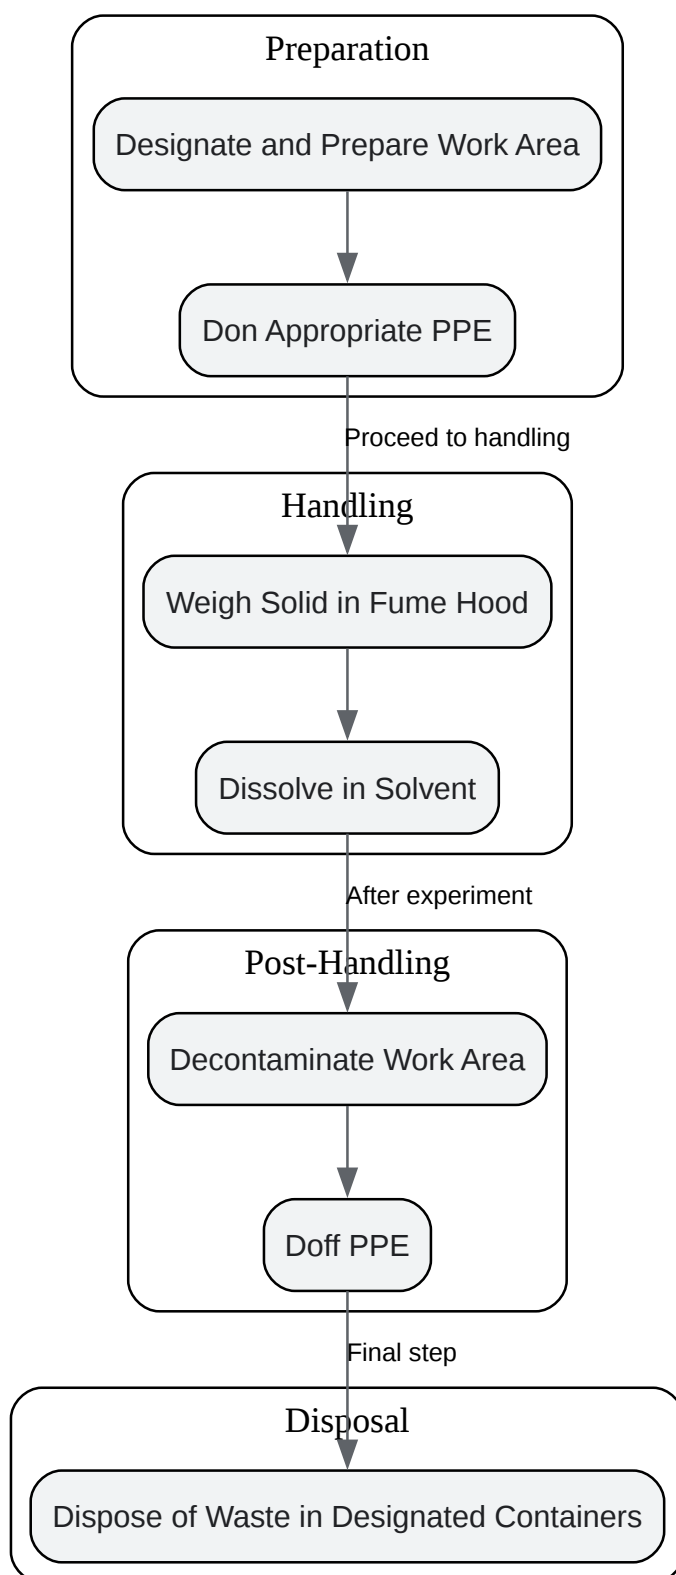 Preparation
Designate and Prepare Work Area
Don Appropriate PPE
Proceed to handling
Handling
Weigh Solid in Fume Hood
Dissolve in Solvent
After experiment
Post-Handling
Decontaminate Work Area
Doff PPE
Final step
Disposal
Dispose of Waste in Designated Containers